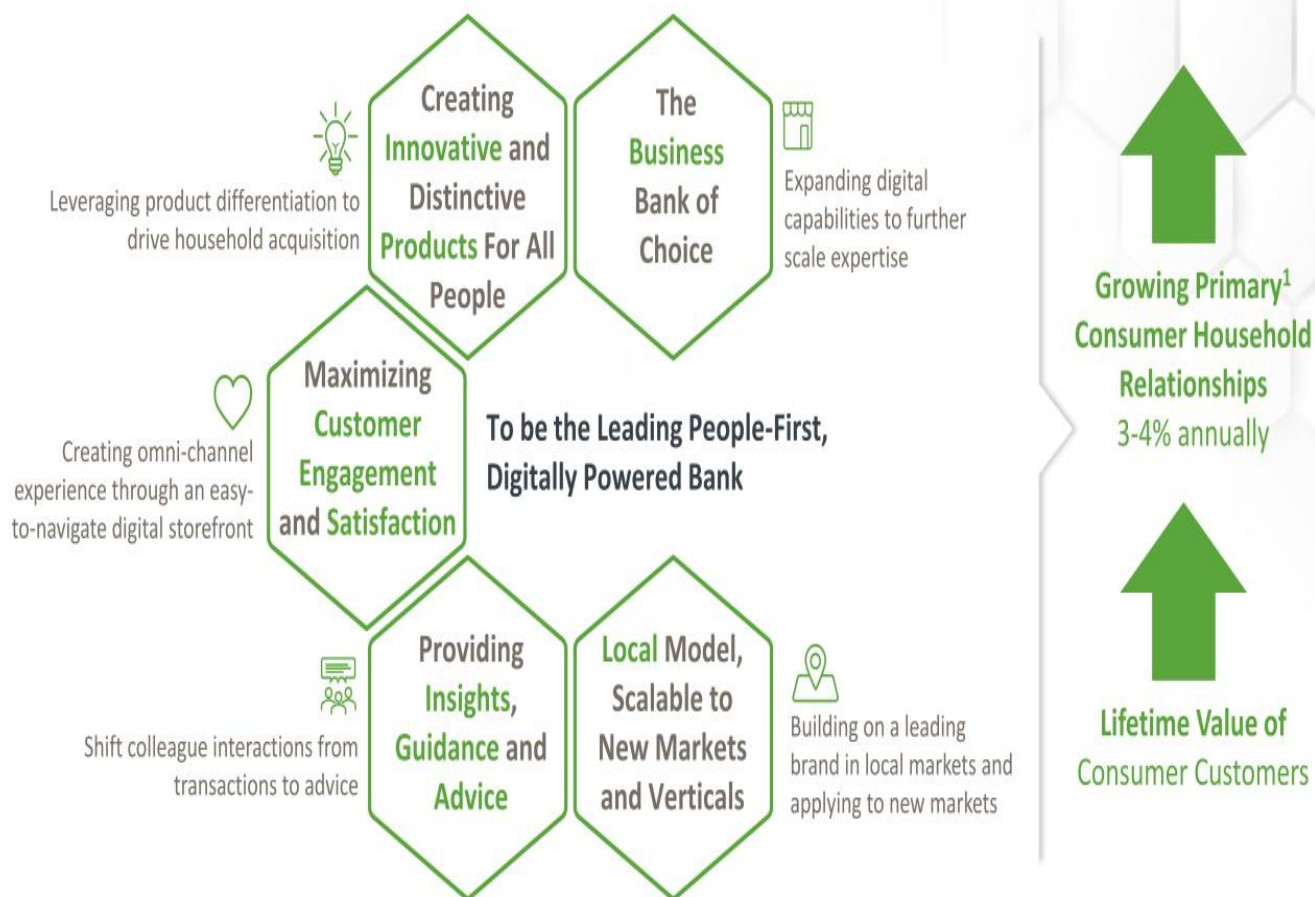 Creating
Innovative and
Distinctive
Products For All
People
Leveraging product differentiation to
drive household acquisition
The
Business
Bank of
Choice
Expanding digital
capabilities to further
scale expertise
Maximizing
Customer
Engagement
and Satisfaction
Creating omni-channel
experience through an easy-
to-navigate digital storefront
To be the Leading People-First,
Digitally Powered Bank
Providing
Insights,
Guidance and
Advice
Shift colleague interactions from
transactions to advice
Local Model,
Scalable to
New Markets
and Verticals
Building on a leading
brand in local markets and
applying to new markets
Growing Primary¹
Consumer Household
Relationships
3-4% annually
Lifetime Value of
Consumer Customers